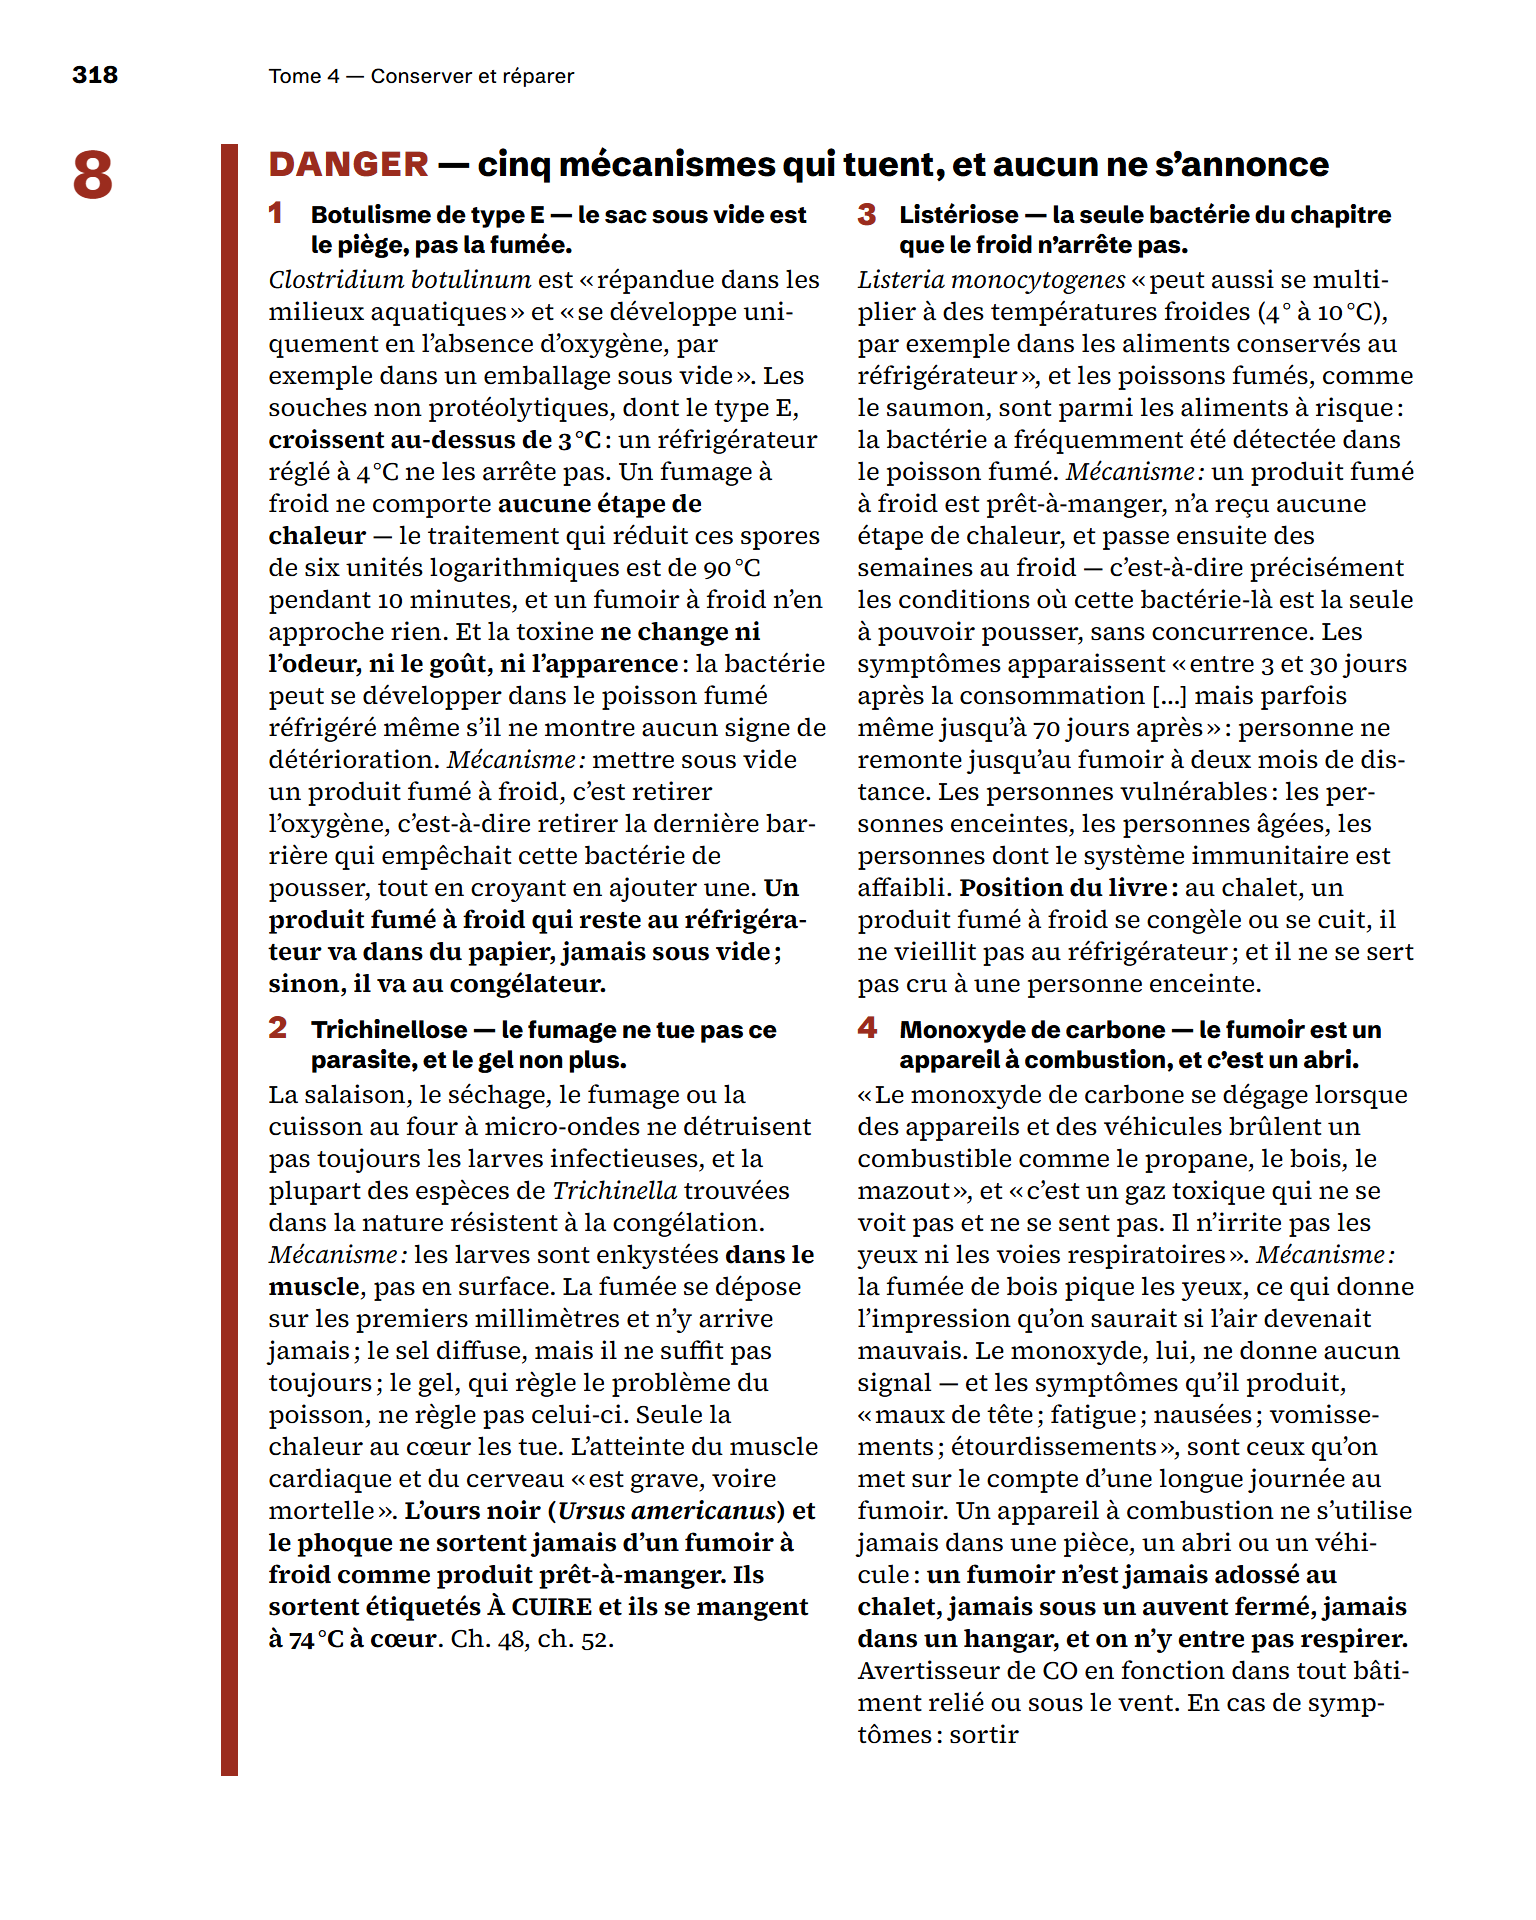 318
Tome 4 — Conserver et réparer
8
DANGER — cinq mécanismes qui tuent, et aucun ne s’annonce
1 Botulisme de type E — le sac sous vide est
le piège, pas la fumée.
Clostridium botulinum est « répandue dans les
milieux aquatiques » et « se développe uni-
quement en l’absence d’oxygène, par
exemple dans un emballage sous vide ». Les
souches non protéolytiques, dont le type E,
croissent au-dessus de 3 °C : un réfrigérateur
réglé à 4 °C ne les arrête pas. Un fumage à
froid ne comporte aucune étape de
chaleur — le traitement qui réduit ces spores
de six unités logarithmiques est de 90 °C
pendant 10 minutes, et un fumoir à froid n’en
approche rien. Et la toxine ne change ni
l’odeur, ni le goût, ni l’apparence : la bactérie
peut se développer dans le poisson fumé
réfrigéré même s’il ne montre aucun signe de
détérioration. Mécanisme : mettre sous vide
un produit fumé à froid, c’est retirer
l’oxygène, c’est-à-dire retirer la dernière bar-
rière qui empêchait cette bactérie de
pousser, tout en croyant en ajouter une. Un
produit fumé à froid qui reste au réfrigéra-
teur va dans du papier, jamais sous vide ;
sinon, il va au congélateur.
2 Trichinellose — le fumage ne tue pas ce
parasite, et le gel non plus.
La salaison, le séchage, le fumage ou la
cuisson au four à micro-ondes ne détruisent
pas toujours les larves infectieuses, et la
plupart des espèces de Trichinella trouvées
dans la nature résistent à la congélation.
Mécanisme : les larves sont enkystées dans le
muscle, pas en surface. La fumée se dépose
sur les premiers millimètres et n’y arrive
jamais ; le sel diffuse, mais il ne suffit pas
toujours ; le gel, qui règle le problème du
poisson, ne règle pas celui-ci. Seule la
chaleur au cœur les tue. L’atteinte du muscle
cardiaque et du cerveau « est grave, voire
mortelle ». L’ours noir (Ursus americanus) et
le phoque ne sortent jamais d’un fumoir à
froid comme produit prêt-à-manger. Ils
sortent étiquetés À CUIRE et ils se mangent
à 74 °C à cœur. Ch. 48, ch. 52.
3 Listériose — la seule bactérie du chapitre
que le froid n’arrête pas.
Listeria monocytogenes « peut aussi se multi-
plier à des températures froides (4° à 10 °C),
par exemple dans les aliments conservés au
réfrigérateur », et les poissons fumés, comme
le saumon, sont parmi les aliments à risque :
la bactérie a fréquemment été détectée dans
le poisson fumé. Mécanisme : un produit fumé
à froid est prêt-à-manger, n’a reçu aucune
étape de chaleur, et passe ensuite des
semaines au froid — c’est-à-dire précisément
les conditions où cette bactérie-là est la seule
à pouvoir pousser, sans concurrence. Les
symptômes apparaissent « entre 3 et 30 jours
après la consommation [...] mais parfois
même jusqu’à 70 jours après » : personne ne
remonte jusqu’au fumoir à deux mois de dis-
tance. Les personnes vulnérables : les per-
sonnes enceintes, les personnes âgées, les
personnes dont le système immunitaire est
affaibli. Position du livre : au chalet, un
produit fumé à froid se congèle ou se cuit, il
ne vieillit pas au réfrigérateur ; et il ne se sert
pas cru à une personne enceinte.
4 Monoxyde de carbone — le fumoir est un
appareil à combustion, et c’est un abri.
« Le monoxyde de carbone se dégage lorsque
des appareils et des véhicules brûlent un
combustible comme le propane, le bois, le
mazout », et « c’est un gaz toxique qui ne se
voit pas et ne se sent pas. Il n’irrite pas les
yeux ni les voies respiratoires ». Mécanisme :
la fumée de bois pique les yeux, ce qui donne
l’impression qu’on saurait si l’air devenait
mauvais. Le monoxyde, lui, ne donne aucun
signal — et les symptômes qu’il produit,
« maux de tête ; fatigue ; nausées ; vomisse-
ments ; étourdissements », sont ceux qu’on
met sur le compte d’une longue journée au
fumoir. Un appareil à combustion ne s’utilise
jamais dans une pièce, un abri ou un véhi-
cule : un fumoir n’est jamais adossé au
chalet, jamais sous un auvent fermé, jamais
dans un hangar, et on n’y entre pas respirer.
Avertisseur de CO en fonction dans tout bâti-
ment relié ou sous le vent. En cas de symp-
tômes : sortir